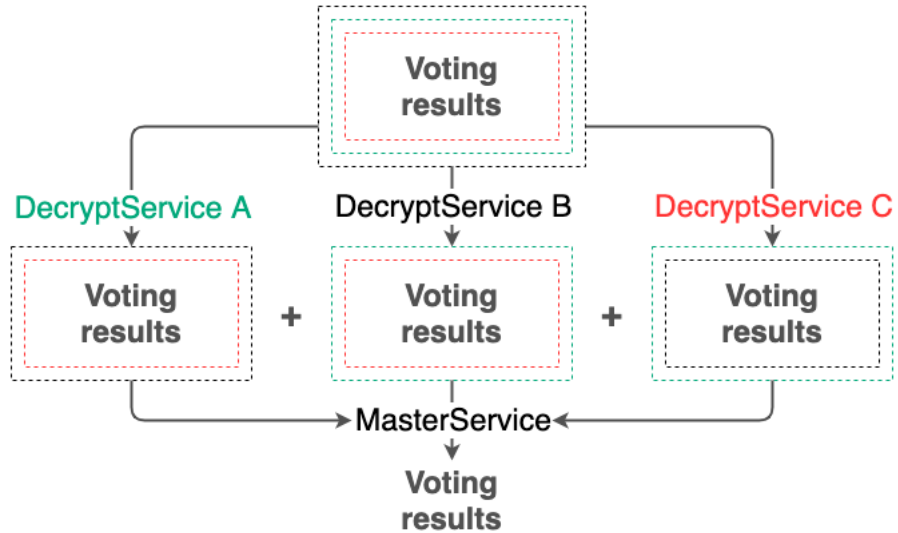 Voting
results
DecryptService A
DecryptService B
DecryptService C
Voting
results
+
Voting
results
+
Voting
results
MasterService
Voting
results